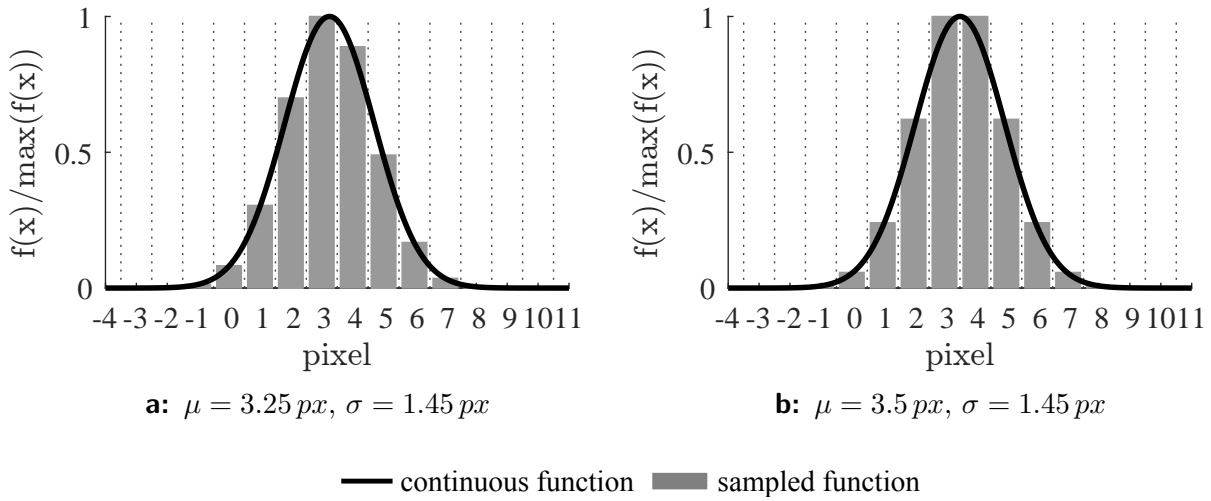 f(x)/max(f(x))
1
0.5
0
-4 -3 -2 -1 0 1 2 3 4 5 6 7 8 9 10 11
pixel
a: μ = 3.25 px, σ = 1.45 px
f(x)/max(f(x))
1
0.5
0
-4 -3 -2 -1 0 1 2 3 4 5 6 7 8 9 10 11
pixel
b: μ = 3.5 px, σ = 1.45 px
continuous function sampled function